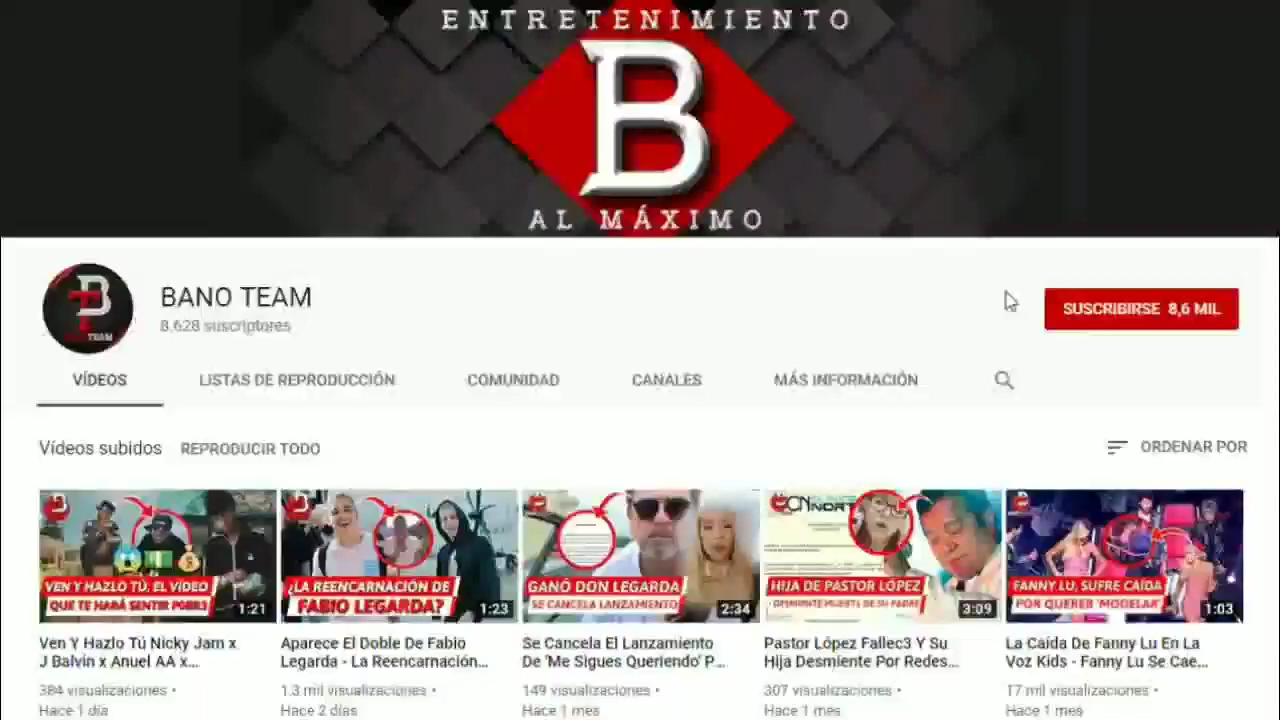 ENTRETENIMIENTO
B
AL MÁXIMO
BANO TEAM
8.628 suscriptores
SUSCRIBIRSE 8,6 MIL
VÍDEOS LISTAS DE REPRODUCCIÓN COMUNIDAD CANALES MÁS INFORMACIÓN
Vídeos subidos REPRODUCIR TODO ORDENAR POR
VEN Y HAZLO TÚ, EL VIDEO
QUE TE HARÁ SENTIR POBRE
1:21
¿LA REENCARNACIÓN DE
FABIO LEGARDA?
1:23
GANÓ DON LEGARDA
SE CANCELA LANZAMIENTO
2:34
HIJA DE PASTOR LÓPEZ
DESMIENTE MUERTE DE SU PADRE
3:09
FANNY LU, SUFRE CAÍDA
POR QUERER 'MODELAR'
1:03
Ven Y Hazlo Tú Nicky Jam x
J Balvin x Anuel AA x...
384 visualizaciones •
Hace 1 día
Aparece El Doble De Fabio
Legarda - La Reencarnación...
1.3 mil visualizaciones •
Hace 2 días
Se Cancela El Lanzamiento
De 'Me Sigues Queriendo' P...
149 visualizaciones •
Hace 1 mes
Pastor López Fallec3 Y Su
Hija Desmiente Por Redes...
307 visualizaciones •
Hace 1 mes
La Caída De Fanny Lu En La
Voz Kids - Fanny Lu Se Cae...
17 mil visualizaciones •
Hace 1 mes